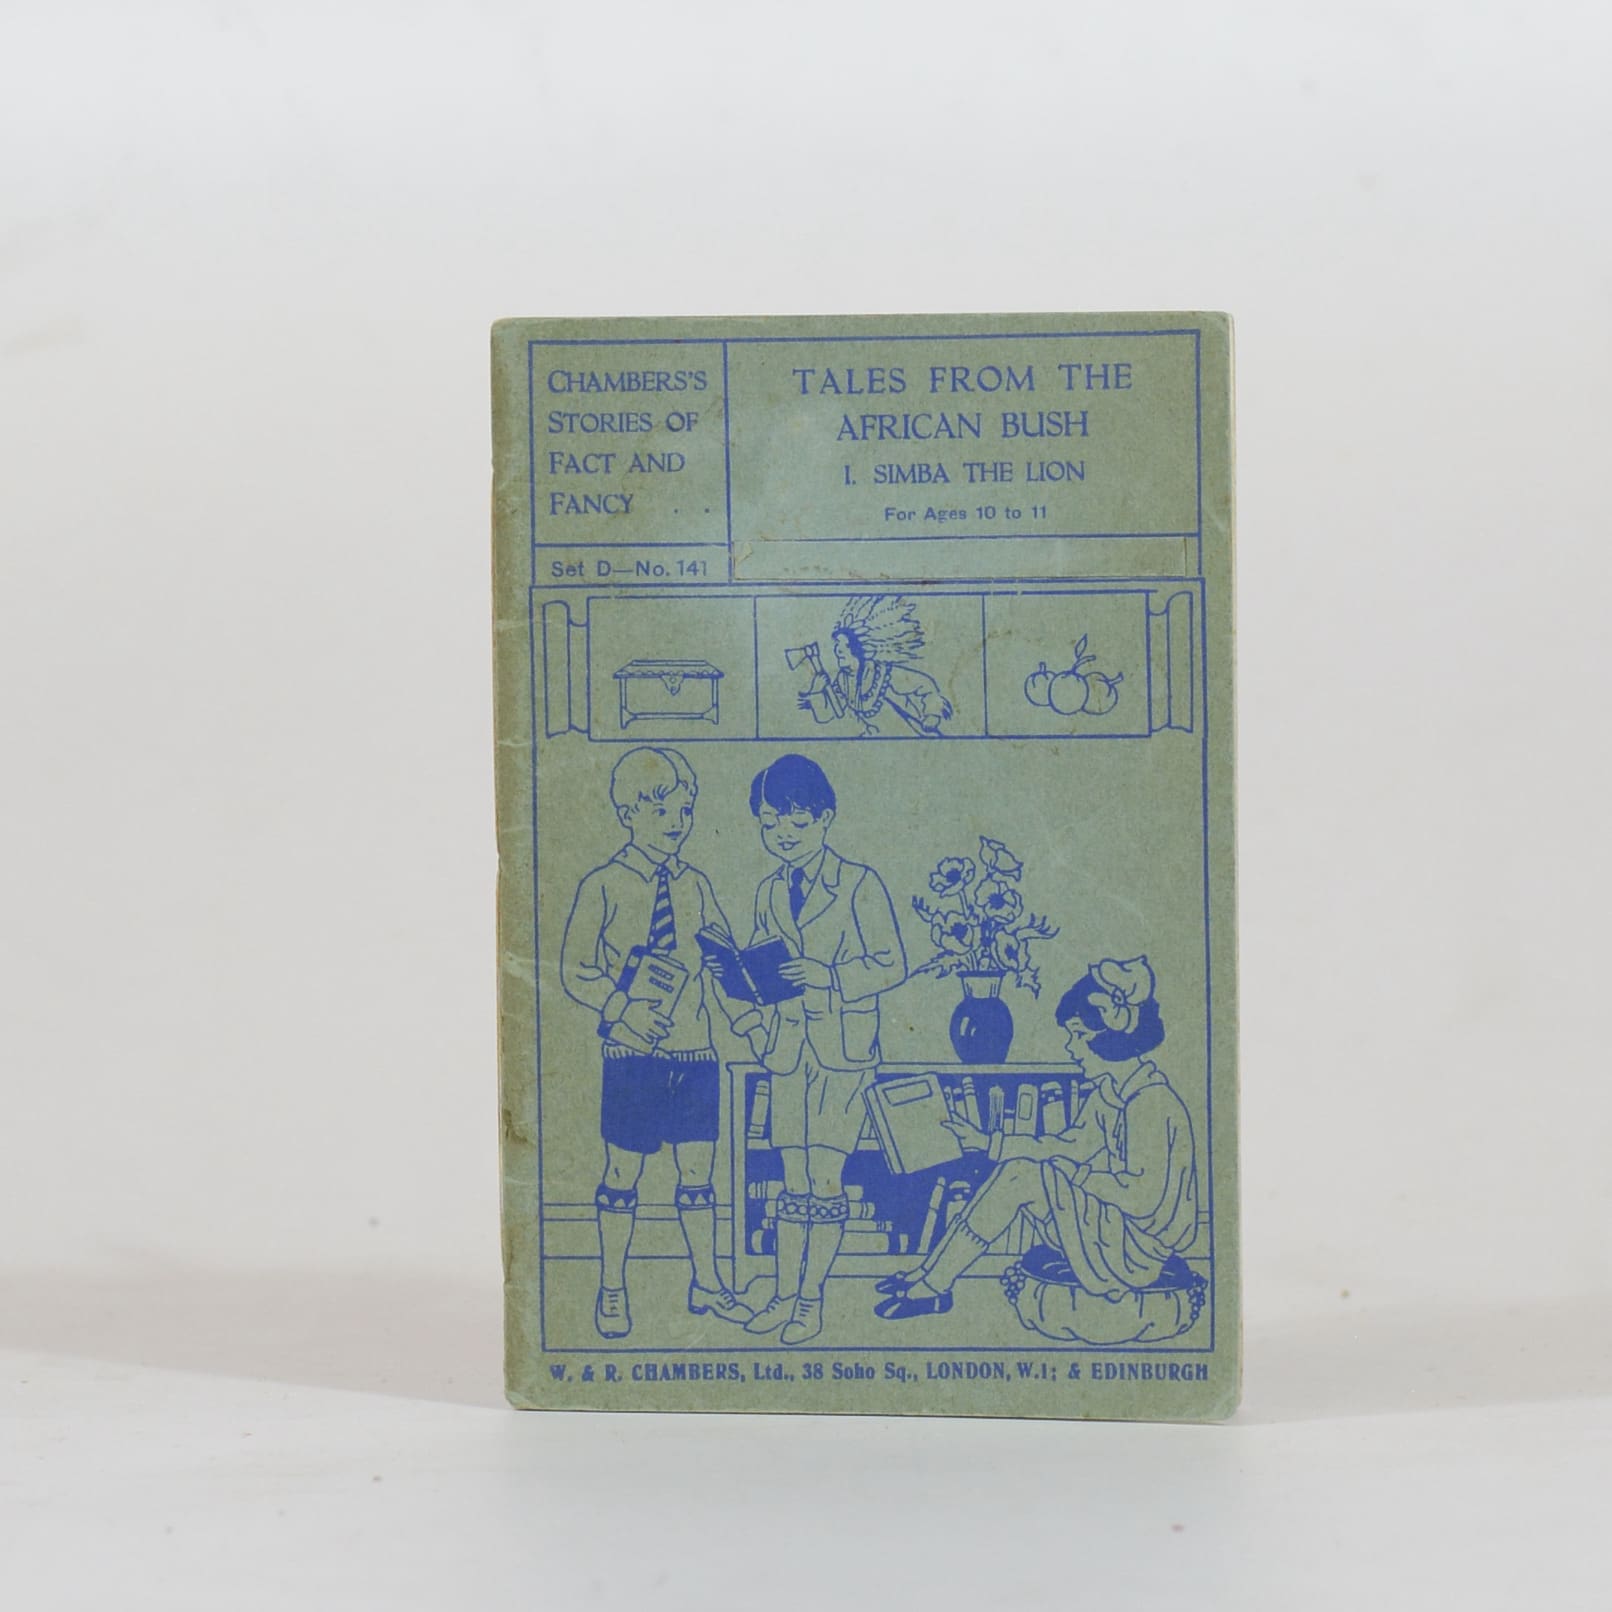 CHAMBERS'S
STORIES OF
FACT AND
FANCY . .
Set D—No. 141
TALES FROM THE
AFRICAN BUSH
I. SIMBA THE LION
For Ages 10 to 11
W. & R. CHAMBERS, Ltd., 38 Soho Sq., LONDON, W.1; & EDINBURGH